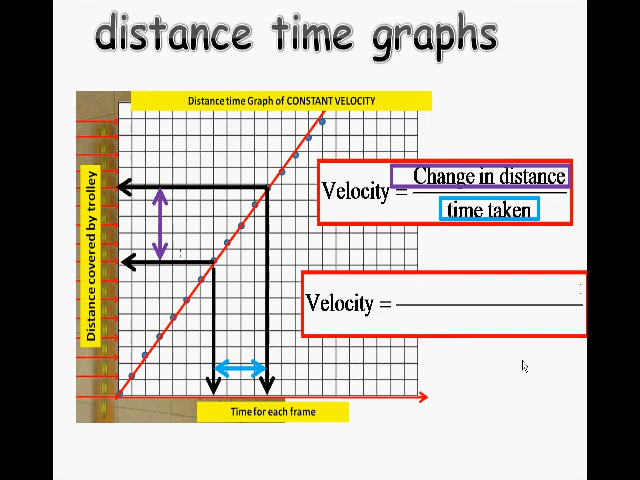 distance time graphs
Distance time Graph of CONSTANT VELOCITY
Distance covered by trolley
Velocity = Change in distance
time taken
Velocity =
Time for each frame